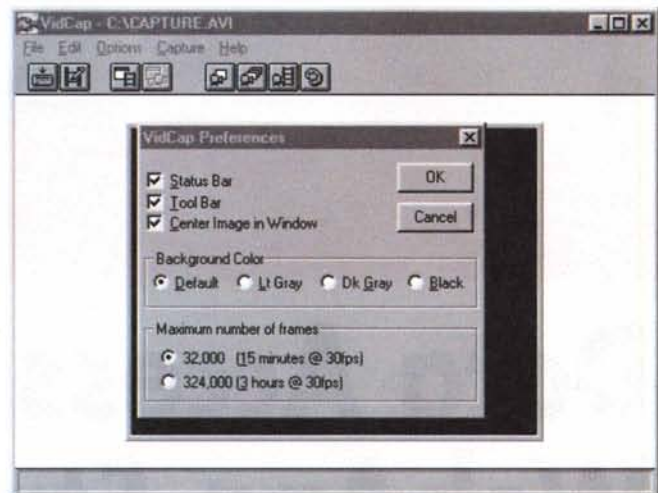 VidCap - C:\CAPTURE.AVI
File Edit Options Capture Help
VidCap Preferences
Status Bar
OK
Tool Bar
Center Image in Window
Cancel
Background Color
Default Lt Gray Dk Gray Black
Maximum number of frames
32,000 (15 minutes @ 30fps)
324,000 (3 hours @ 30fps)